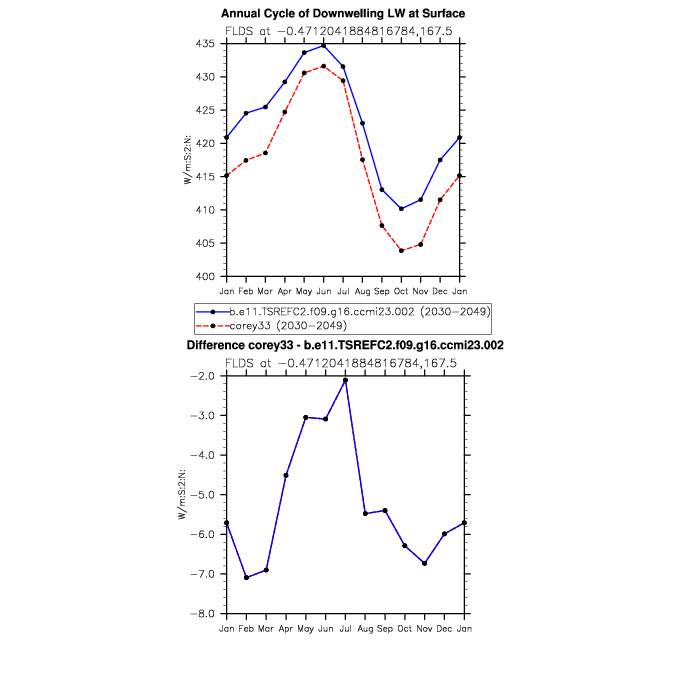 Annual Cycle of Downwelling LW at Surface
FLDS at −0.4712041884816784,167.5
435
430
425
420
415
410
405
400
W/m:S:2:N:
Jan Feb Mar Apr May Jun Jul Aug Sep Oct Nov Dec Jan
b.e11.TSREFC2.f09.g16.ccmi23.002 (2030−2049)
corey33 (2030−2049)
Difference corey33 - b.e11.TSREFC2.f09.g16.ccmi23.002
FLDS at −0.4712041884816784,167.5
−2.0
−3.0
−4.0
−5.0
−6.0
−7.0
−8.0
W/m:S:2:N:
Jan Feb Mar Apr May Jun Jul Aug Sep Oct Nov Dec Jan